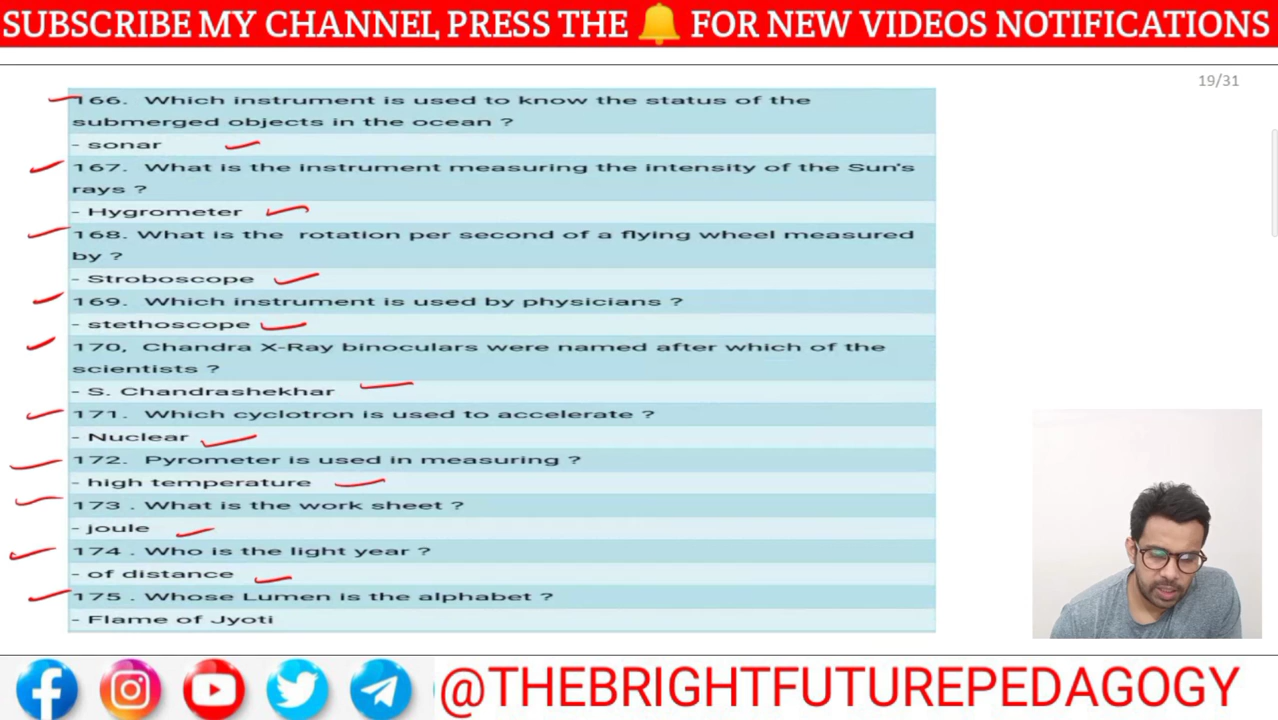 SUBSCRIBE MY CHANNEL, PRESS THE 🔔 FOR NEW VIDEOS NOTIFICATIONS
19/31
166. Which instrument is used to know the status of the
submerged objects in the ocean ?
- sonar
167. What is the instrument measuring the intensity of the Sun's
rays ?
- Hygrometer
168. What is the rotation per second of a flying wheel measured
by ?
- Stroboscope
169. Which instrument is used by physicians ?
- stethoscope
170, Chandra X-Ray binoculars were named after which of the
scientists ?
- S. Chandrashekhar
171. Which cyclotron is used to accelerate ?
- Nuclear
172. Pyrometer is used in measuring ?
- high temperature
173 . What is the work sheet ?
- joule
174 . Who is the light year ?
- of distance
175 . Whose Lumen is the alphabet ?
- Flame of Jyoti
@THEBRIGHTFUTUREPEDAGOGY